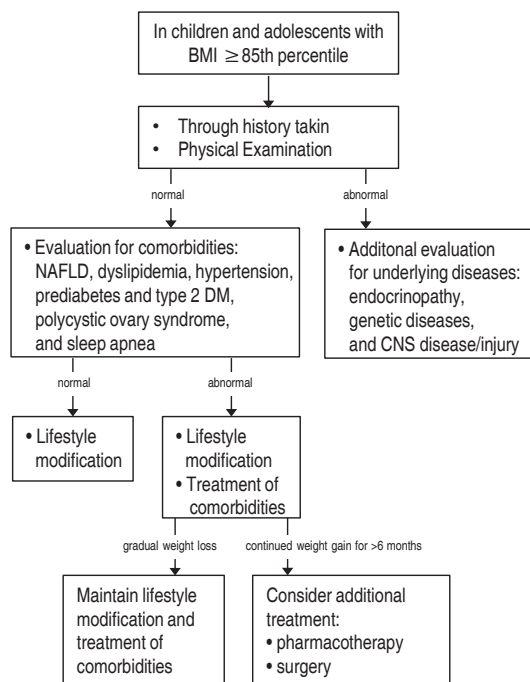 In children and adolescents with
BMI ≥ 85th percentile
• Through history takin
• Physical Examination
normal
abnormal
• Evaluation for comorbidities:
NAFLD, dyslipidemia, hypertension,
prediabetes and type 2 DM,
polycystic ovary syndrome,
and sleep apnea
• Additonal evaluation
for underlying diseases:
endocrinopathy,
genetic diseases,
and CNS disease/injury
normal
abnormal
• Lifestyle
modification
• Lifestyle
modification
• Treatment of
comorbidities
gradual weight loss
continued weight gain for >6 months
Maintain lifestyle
modification and
treatment of
comorbidities
Consider additional
treatment:
• pharmacotherapy
• surgery